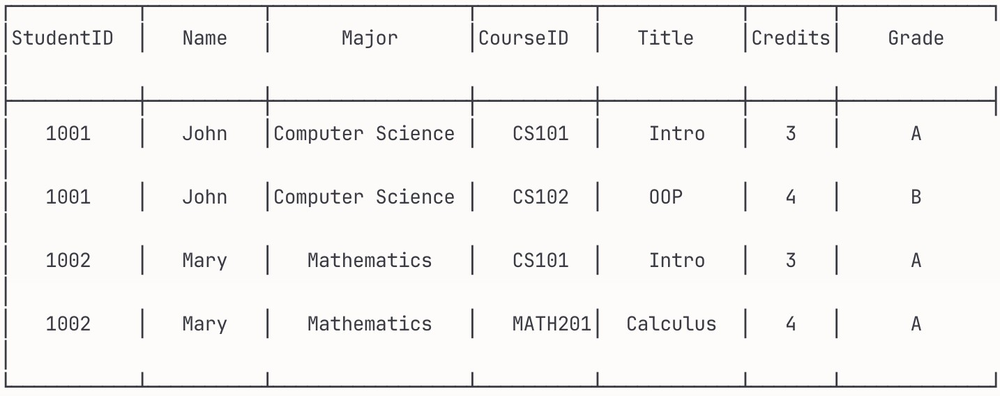 StudentID Name Major CourseID Title Credits Grade
1001 John Computer Science CS101 Intro 3 A
1001 John Computer Science CS102 OOP 4 B
1002 Mary Mathematics CS101 Intro 3 A
1002 Mary Mathematics MATH201 Calculus 4 A